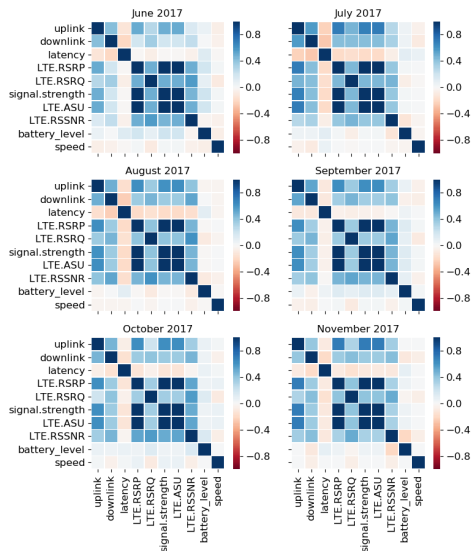 June 2017
July 2017
uplink
downlink
latency
LTE.RSRP
LTE.RSRQ
signal.strength
LTE.ASU
LTE.RSSNR
battery_level
speed
0.8
0.4
0.0
−0.4
−0.8
0.8
0.4
0.0
−0.4
−0.8
August 2017
September 2017
uplink
downlink
latency
LTE.RSRP
LTE.RSRQ
signal.strength
LTE.ASU
LTE.RSSNR
battery_level
speed
0.8
0.4
0.0
−0.4
−0.8
0.8
0.4
0.0
−0.4
−0.8
October 2017
November 2017
uplink
downlink
latency
LTE.RSRP
LTE.RSRQ
signal.strength
LTE.ASU
LTE.RSSNR
battery_level
speed
0.8
0.4
0.0
−0.4
−0.8
0.8
0.4
0.0
−0.4
−0.8
uplink
downlink
latency
LTE.RSRP
LTE.RSRQ
signal.strength
LTE.ASU
LTE.RSSNR
battery_level
speed
uplink
downlink
latency
LTE.RSRP
LTE.RSRQ
signal.strength
LTE.ASU
LTE.RSSNR
battery_level
speed